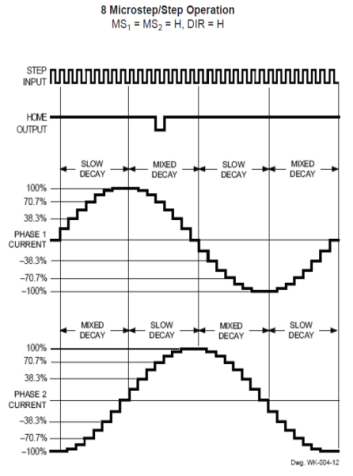 8 Microstep/Step Operation
MS1 = MS2 = H, DIR = H
STEP
INPUT
HOME
OUTPUT
SLOW
DECAY
MIXED
DECAY
SLOW
DECAY
MIXED
DECAY
100%
70.7%
38.3%
PHASE 1
CURRENT
–38.3%
–70.7%
–100%
MIXED
DECAY
SLOW
DECAY
MIXED
DECAY
SLOW
DECAY
100%
70.7%
38.3%
PHASE 2
CURRENT
–38.3%
–70.7%
–100%
Dwg. WK-004-12